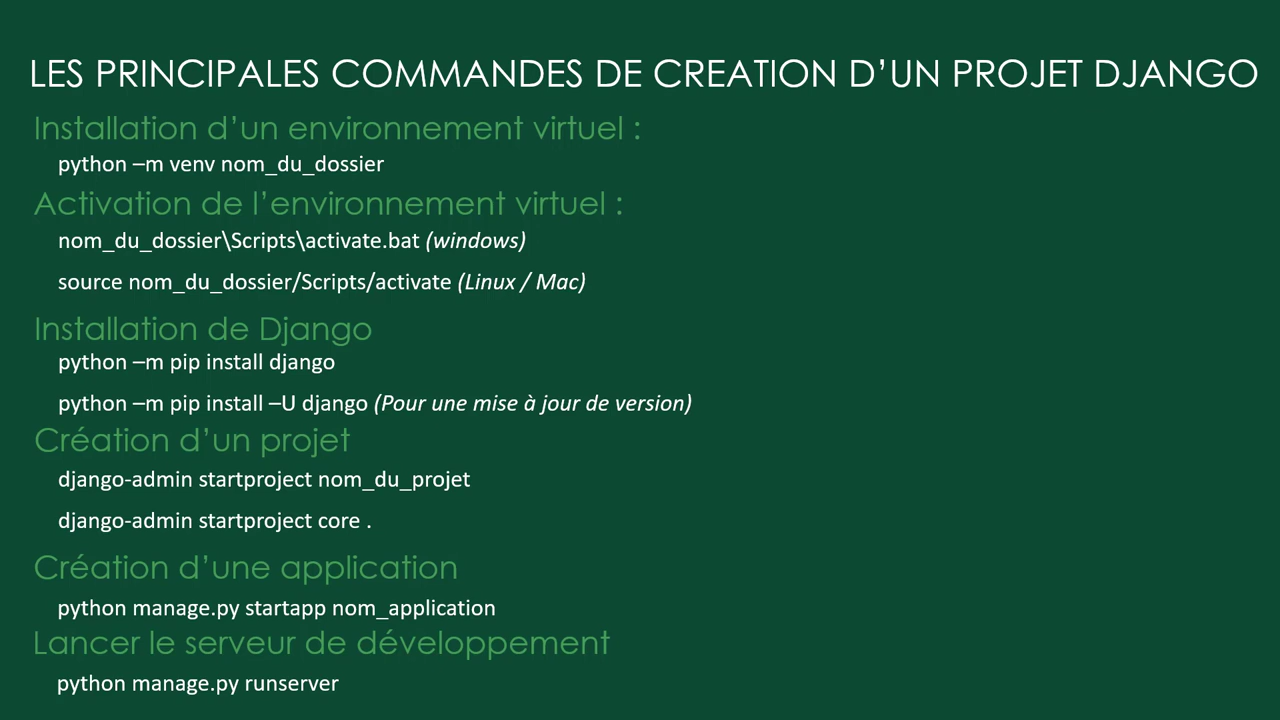 LES PRINCIPALES COMMANDES DE CREATION D’UN PROJET DJANGO
Installation d’un environnement virtuel :
python –m venv nom_du_dossier
Activation de l’environnement virtuel :
nom_du_dossier\Scripts\activate.bat (windows)
source nom_du_dossier/Scripts/activate (Linux / Mac)
Installation de Django
python –m pip install django
python –m pip install –U django (Pour une mise à jour de version)
Création d’un projet
django-admin startproject nom_du_projet
django-admin startproject core .
Création d’une application
python manage.py startapp nom_application
Lancer le serveur de développement
python manage.py runserver